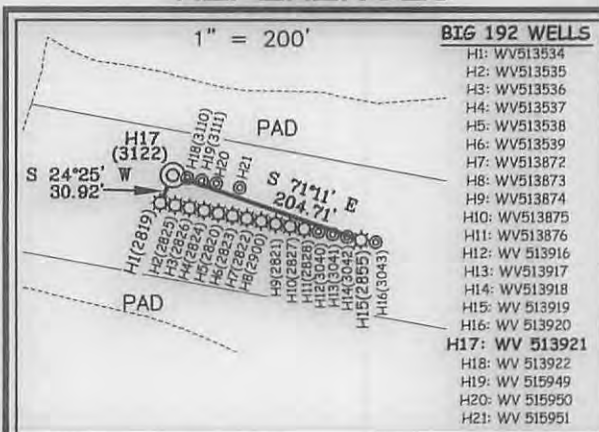 1" = 200'
PAD
H17
(3122)
H18(3110)
H19(3111)
H20
H21
S 24°25' W
30.92'
S 71°11' E
204.71'
H1(2819)
H2(2825)
H3(2826)
H4(2824)
H5(2820)
H6(2823)
H7(2822)
H8(2900)
H9(2821)
H10(2827)
H11(2828)
H12(3040)
H13(3041)
H14(3042)
H15(2855)
H16(3043)
PAD
BIG 192 WELLS
H1: WV513534
H2: WV513535
H3: WV513536
H4: WV513537
H5: WV513538
H6: WV513539
H7: WV513872
H8: WV513873
H9: WV513874
H10: WV513875
H11: WV513876
H12: WV 513916
H13: WV513917
H14: WV513918
H15: WV 513919
H16: WV 513920
H17: WV 513921
H18: WV 513922
H19: WV 515949
H20: WV 515950
H21: WV 515951